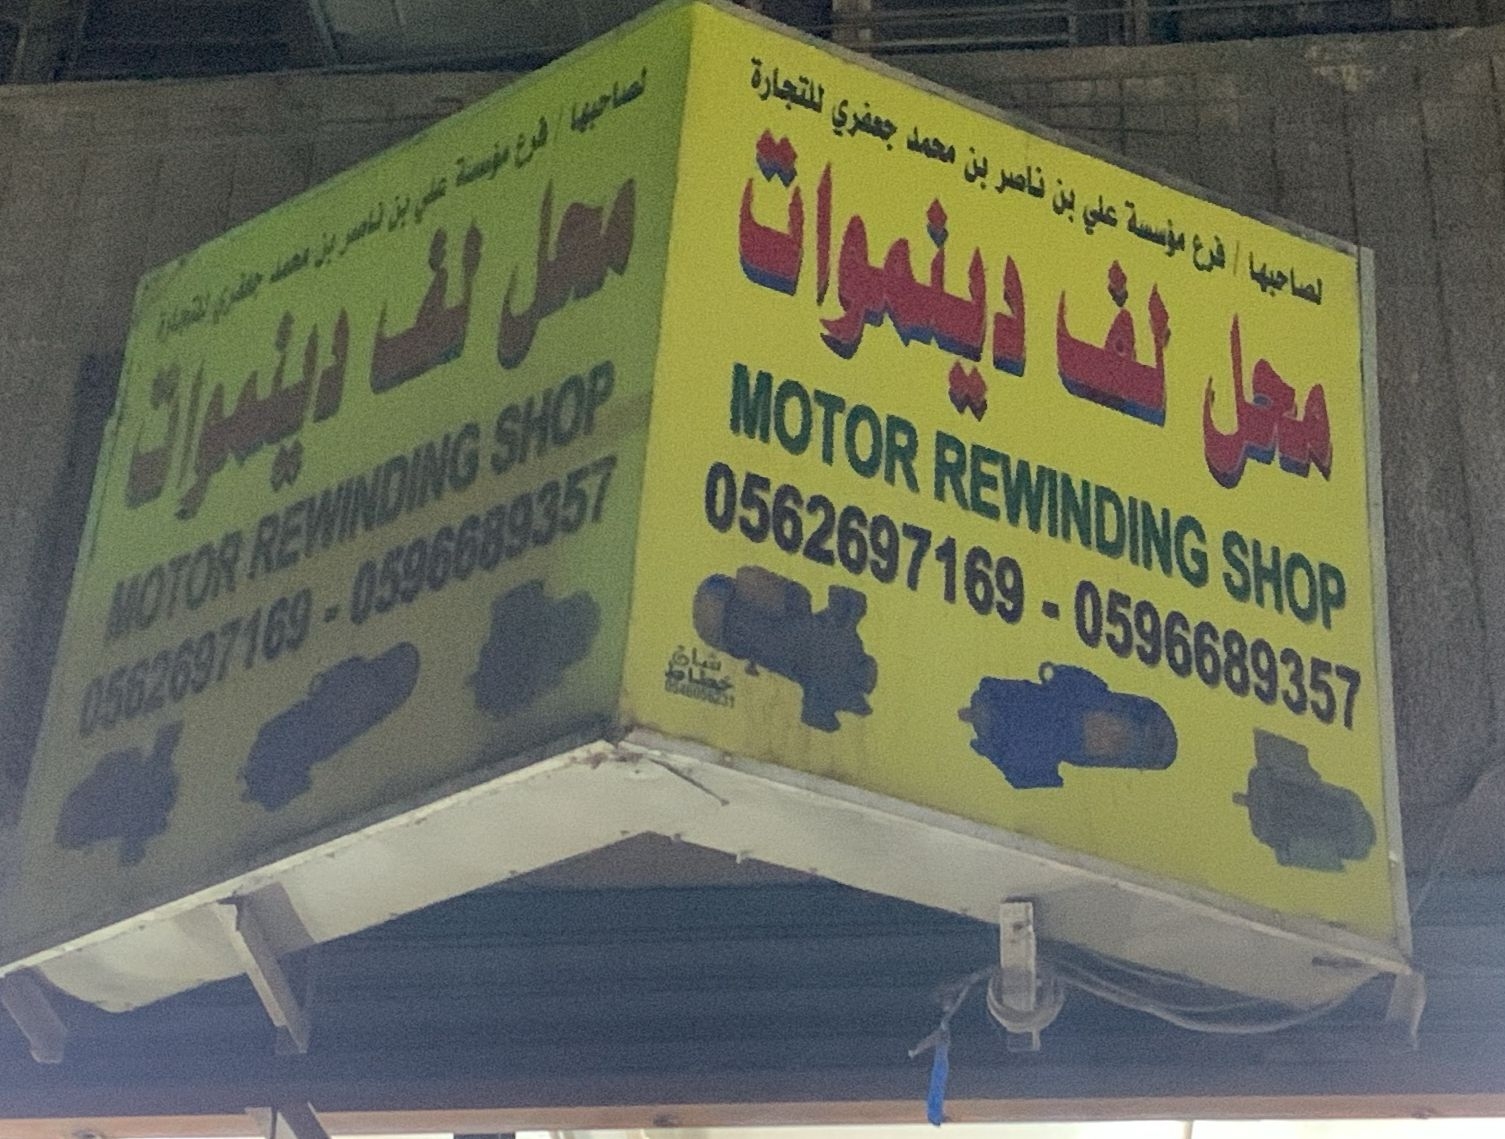 لصاحبها / فرع مؤسسة علي بن ناصر بن محمد جعفري للتجارة
محل لف دينموات
MOTOR REWINDING SHOP
0562697169 - 0596689357
لصاحبها / فرع مؤسسة علي بن ناصر بن محمد جعفري للتجارة
محل لف دينموات
MOTOR REWINDING SHOP
0562697169 - 0596689357
خطاط